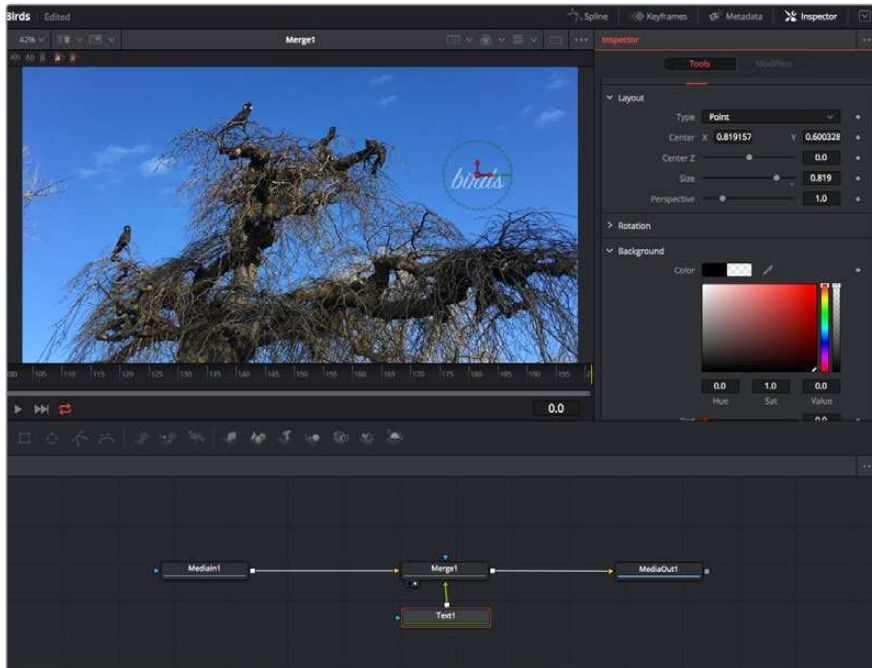 Birds Edited Spline Keyframes Metadata Inspector
42% Merge1 Inspector
Tools Modifiers
Layout
Type Point
Center X 0.819157 Y 0.600328
Center Z 0.0
Size 0.819
Perspective 1.0
Rotation
Background
Color
birds
105 110 115 120 125 130 135 140 145 150 155 160 165 170 175 180 185 190 195
0.0 1.0 0.0
Hue Sat Value
0.0
MediaIn1 Merge1 MediaOut1
Text1